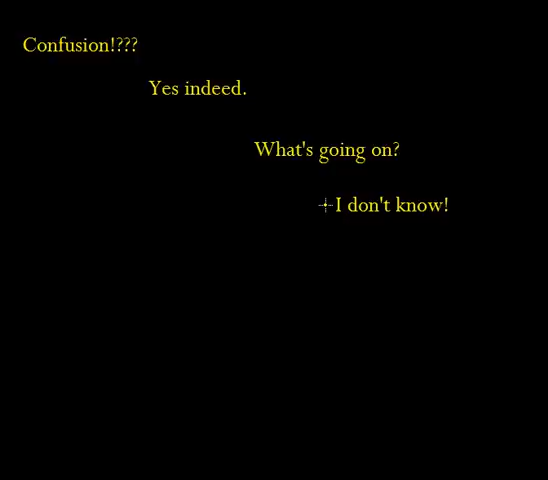 Confusion!???
Yes indeed.
What's going on?
I don't know!